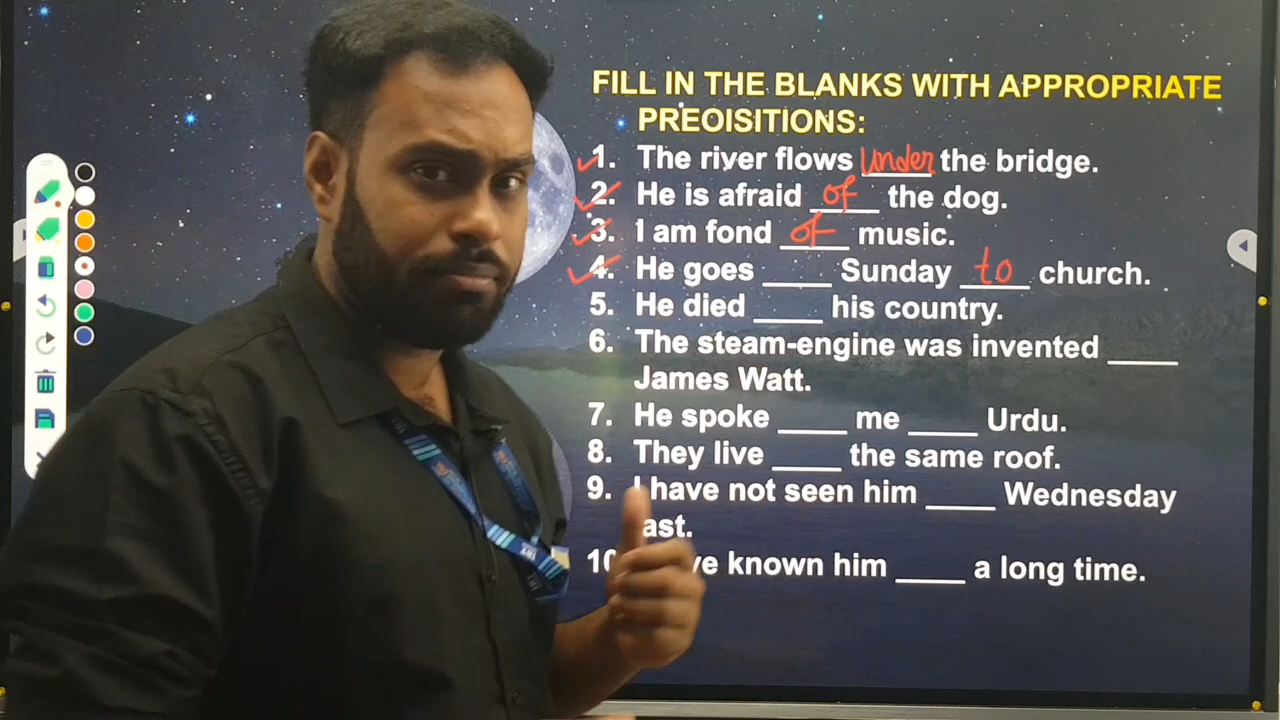 FILL IN THE BLANKS WITH APPROPRIATE
PREOISITIONS:
1. The river flows under the bridge.
2. He is afraid of the dog.
3. I am fond of music.
4. He goes ____ Sunday to church.
5. He died ____ his country.
6. The steam-engine was invented ____
James Watt.
7. He spoke ____ me ____ Urdu.
8. They live ____ the same roof.
9. I have not seen him ____ Wednesday
ast.
10 ve known him ____ a long time.